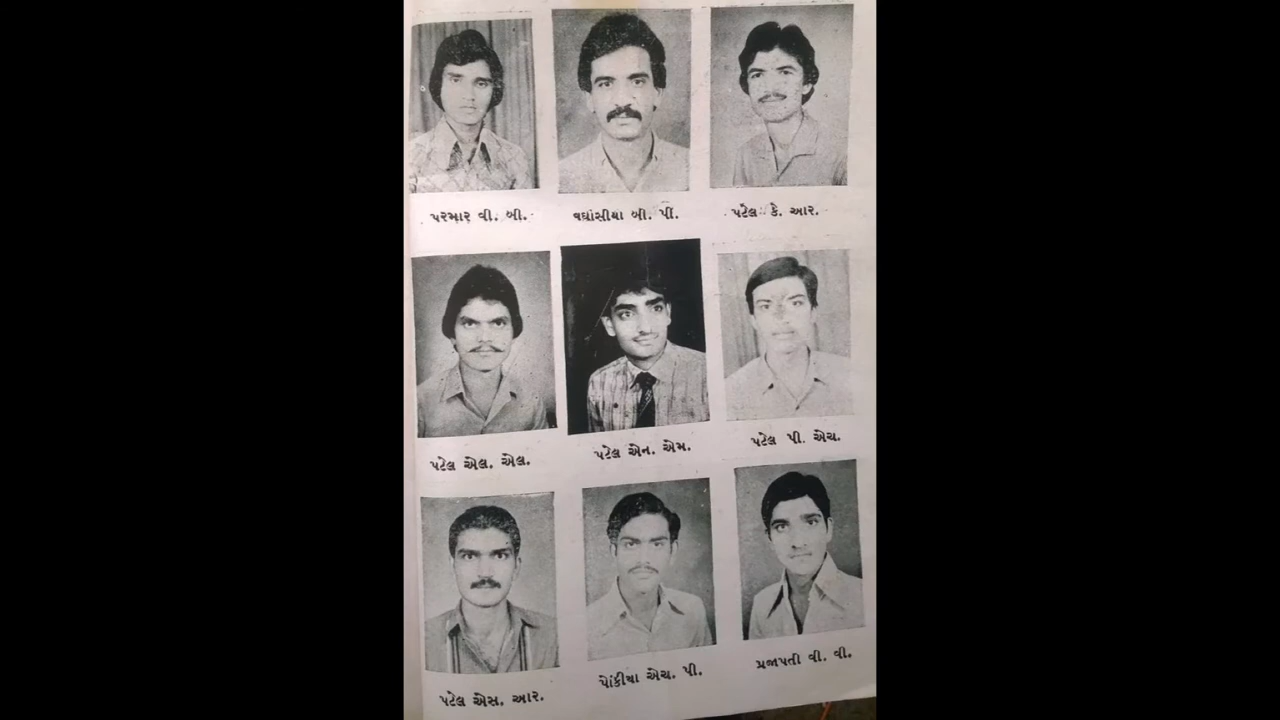 પરમાર વી. બી.
વઘાંસીયા બી. પી.
પટેલ કે. આર.
પટેલ એલ. એલ.
પટેલ એન. એમ.
પટેલ પી. એચ.
પટેલ એસ. આર.
પોંકીયા એચ. પી.
પ્રજાપતી વી. વી.